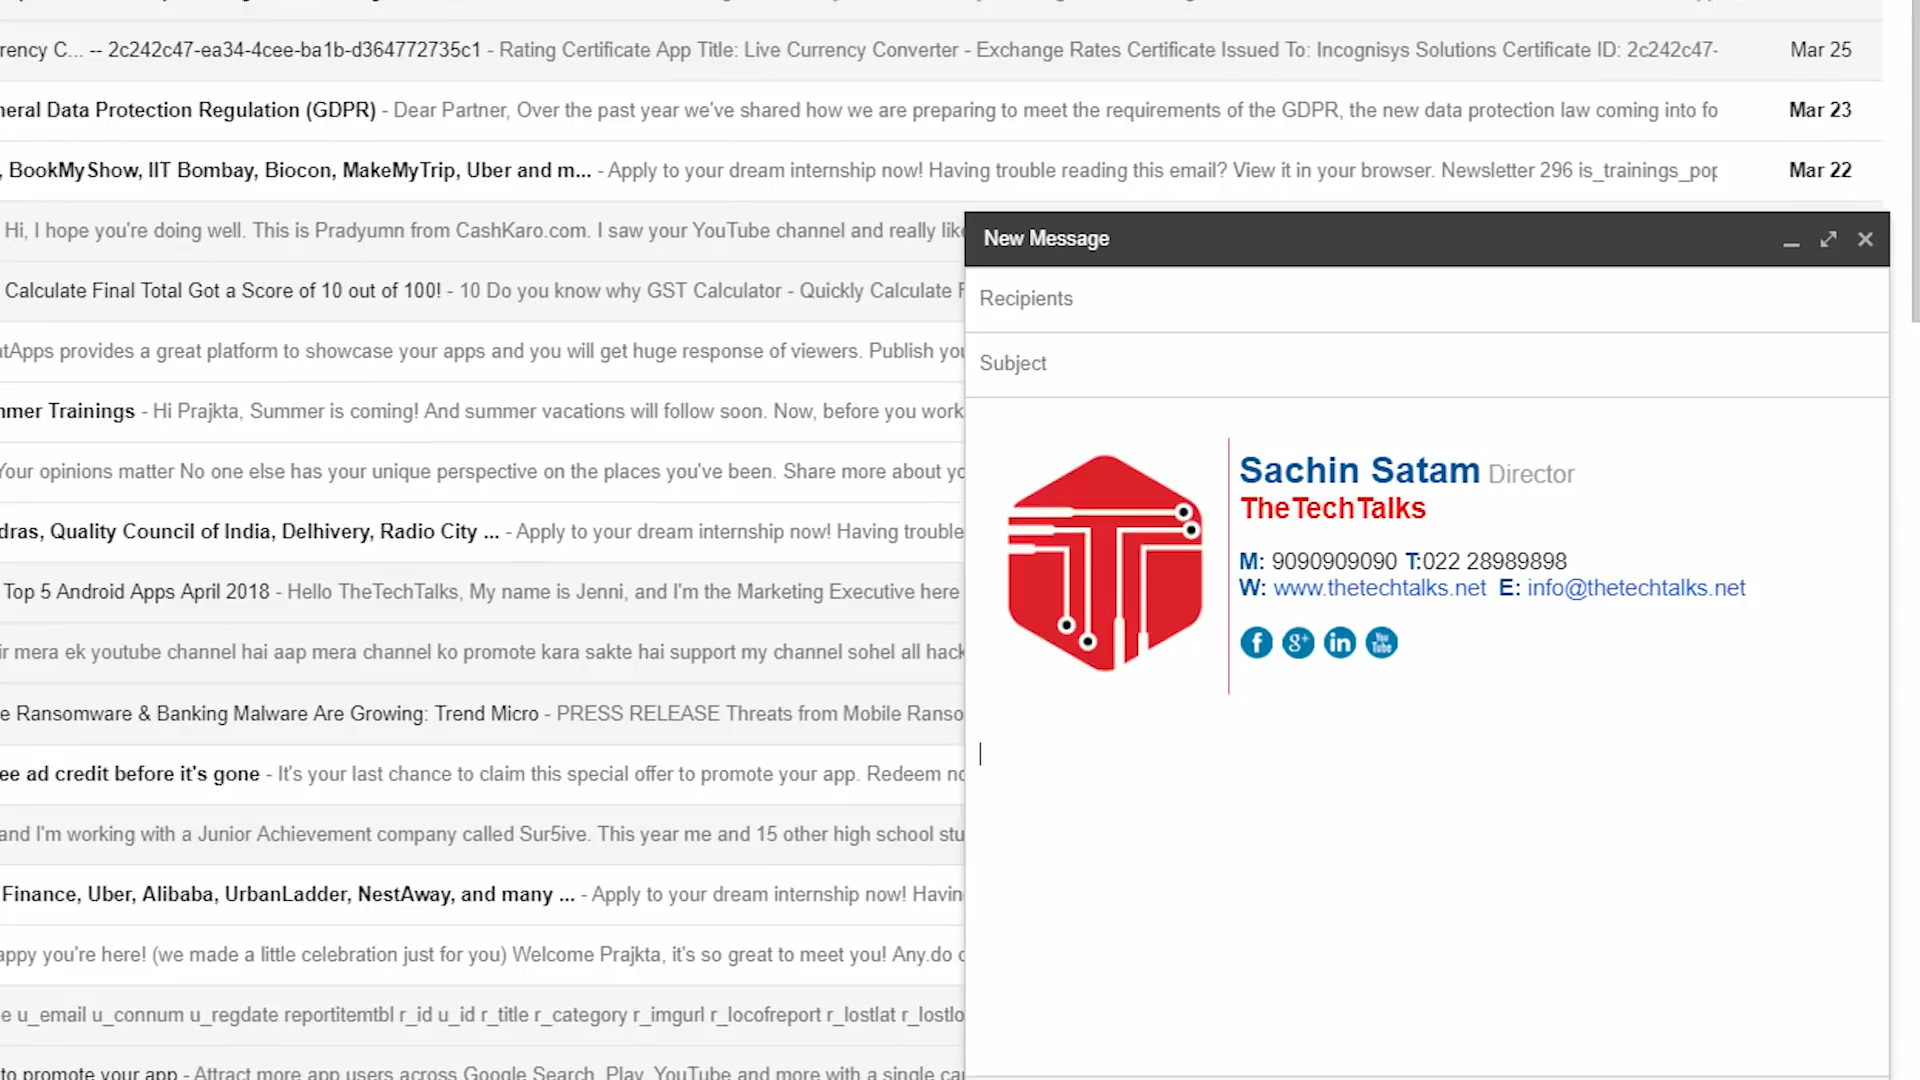 rency C... -- 2c242c47-ea34-4cee-ba1b-d364772735c1 - Rating Certificate App Title: Live Currency Converter - Exchange Rates Certificate Issued To: Incognisys Solutions Certificate ID: 2c242c47- Mar 25
neral Data Protection Regulation (GDPR) - Dear Partner, Over the past year we've shared how we are preparing to meet the requirements of the GDPR, the new data protection law coming into fo Mar 23
, BookMyShow, IIT Bombay, Biocon, MakeMyTrip, Uber and m... - Apply to your dream internship now! Having trouble reading this email? View it in your browser. Newsletter 296 is_trainings_pop Mar 22
Hi, I hope you're doing well. This is Pradyumn from CashKaro.com. I saw your YouTube channel and really like
Calculate Final Total Got a Score of 10 out of 100! - 10 Do you know why GST Calculator - Quickly Calculate F
atApps provides a great platform to showcase your apps and you will get huge response of viewers. Publish you
mmer Trainings - Hi Prajkta, Summer is coming! And summer vacations will follow soon. Now, before you work
Your opinions matter No one else has your unique perspective on the places you've been. Share more about yo
dras, Quality Council of India, Delhivery, Radio City ... - Apply to your dream internship now! Having trouble
Top 5 Android Apps April 2018 - Hello TheTechTalks, My name is Jenni, and I'm the Marketing Executive here
ir mera ek youtube channel hai aap mera channel ko promote kara sakte hai support my channel sohel all hack
e Ransomware & Banking Malware Are Growing: Trend Micro - PRESS RELEASE Threats from Mobile Ranso
ee ad credit before it's gone - It's your last chance to claim this special offer to promote your app. Redeem no
and I'm working with a Junior Achievement company called Sur5ive. This year me and 15 other high school stu
Finance, Uber, Alibaba, UrbanLadder, NestAway, and many ... - Apply to your dream internship now! Havin
appy you're here! (we made a little celebration just for you) Welcome Prajkta, it's so great to meet you! Any.do
e u_email u_connum u_regdate reportitemtbl r_id u_id r_title r_category r_imgurl r_locofreport r_lostlat r_lostlo
to promote your app - Attract more app users across Google Search, Play, YouTube and more with a single ca
New Message
Recipients
Subject
Sachin Satam Director
TheTechTalks
M: 9090909090 T:022 28989898
W: www.thetechtalks.net E: info@thetechtalks.net
f g+ in You Tube